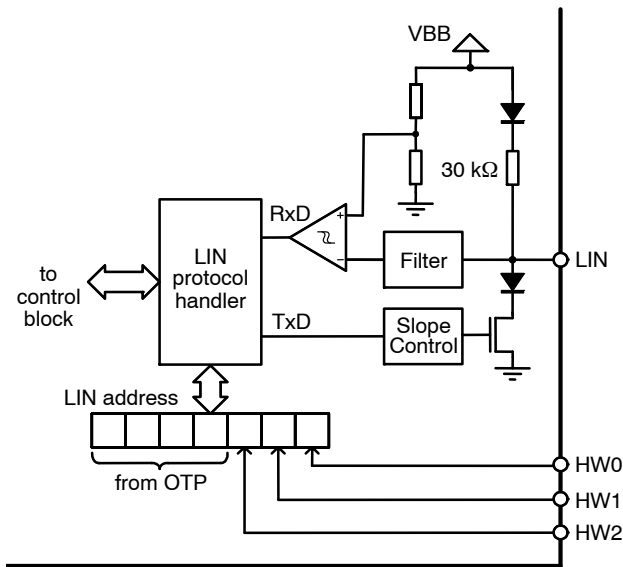 VBB
30 kΩ
RxD
+
−
LIN
protocol
handler
Filter
LIN
to
control
block
TxD
Slope
Control
LIN address
from OTP
HW0
HW1
HW2